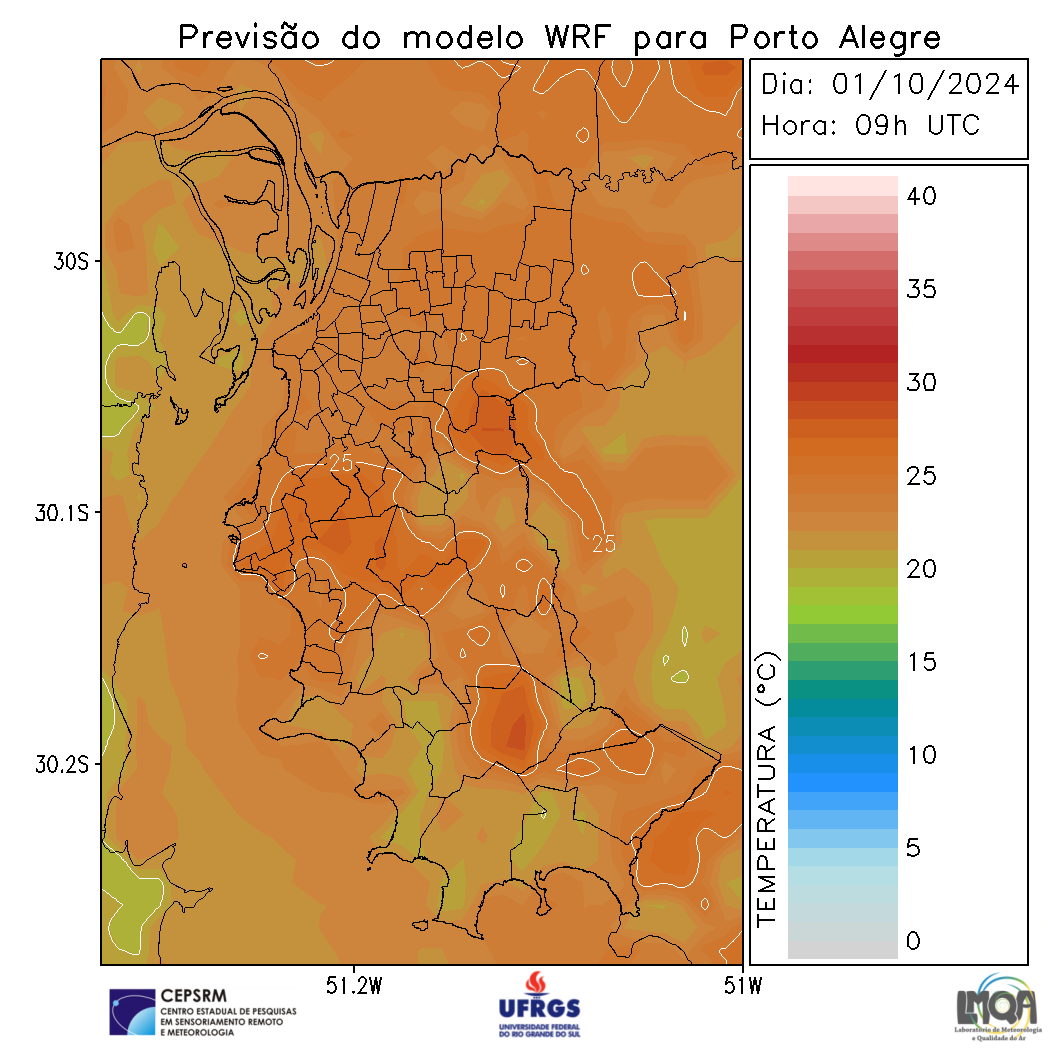 Previsão do modelo WRF para Porto Alegre
Dia: 01/10/2024
Hora: 09h UTC
40
35
30
25
20
15
10
5
0
TEMPERATURA (°C)
30S
30.1S
30.2S
51.2W
51W
25
25
CEPSRM
CENTRO ESTADUAL DE PESQUISAS
EM SENSORIAMENTO REMOTO
E METEOROLOGIA
UFRGS
UNIVERSIDADE FEDERAL
DO RIO GRANDE DO SUL
LMQA
Laboratório de Meteorologia
e Qualidade do Ar